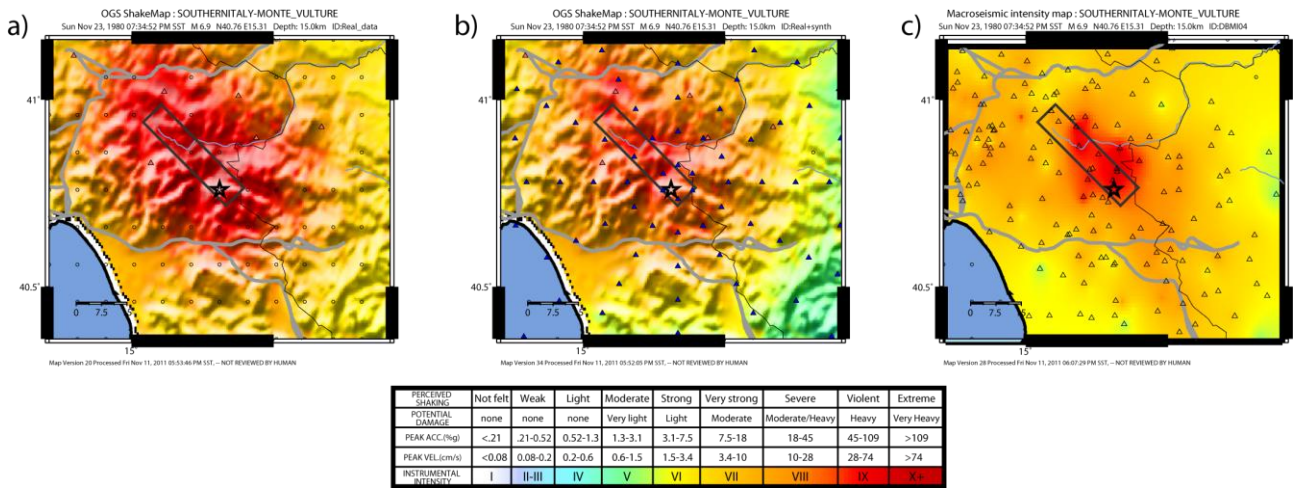 a)
OGS ShakeMap : SOUTHERNITALY-MONTE_VULTURE
Sun Nov 23, 1980 07:34:52 PM SST M 6.9 N40.76 E15.31 Depth: 15.0km ID:Real_data
41°
40.5°
0 7.5
15°
Map Version 20 Processed Fri Nov 11, 2011 05:53:46 PM SST, -- NOT REVIEWED BY HUMAN
b)
OGS ShakeMap : SOUTHERNITALY-MONTE_VULTURE
Sun Nov 23, 1980 07:34:52 PM SST M 6.9 N40.76 E15.31 Depth: 15.0km ID:Real+synth
41°
40.5°
0 7.5
15°
Map Version 34 Processed Fri Nov 11, 2011 05:52:05 PM SST, -- NOT REVIEWED BY HUMAN
c)
Macroseismic intensity map : SOUTHERNITALY-MONTE_VULTURE
Sun Nov 23, 1980 07:34:52 PM SST M 6.9 N40.76 E15.31 Depth: 15.0km ID:DBMI04
41°
40.5°
0 7.5
15°
Map Version 28 Processed Fri Nov 11, 2011 06:07:29 PM SST, -- NOT REVIEWED BY HUMAN
PERCEIVED SHAKING Not felt Weak Light Moderate Strong Very strong Severe Violent Extreme
POTENTIAL DAMAGE none none none Very light Light Moderate Moderate/Heavy Heavy Very Heavy
PEAK ACC.(%g) <.21 .21-0.52 0.52-1.3 1.3-3.1 3.1-7.5 7.5-18 18-45 45-109 >109
PEAK VEL.(cm/s) <0.08 0.08-0.2 0.2-0.6 0.6-1.5 1.5-3.4 3.4-10 10-28 28-74 >74
INSTRUMENTAL INTENSITY I II-III IV V VI VII VIII IX X+